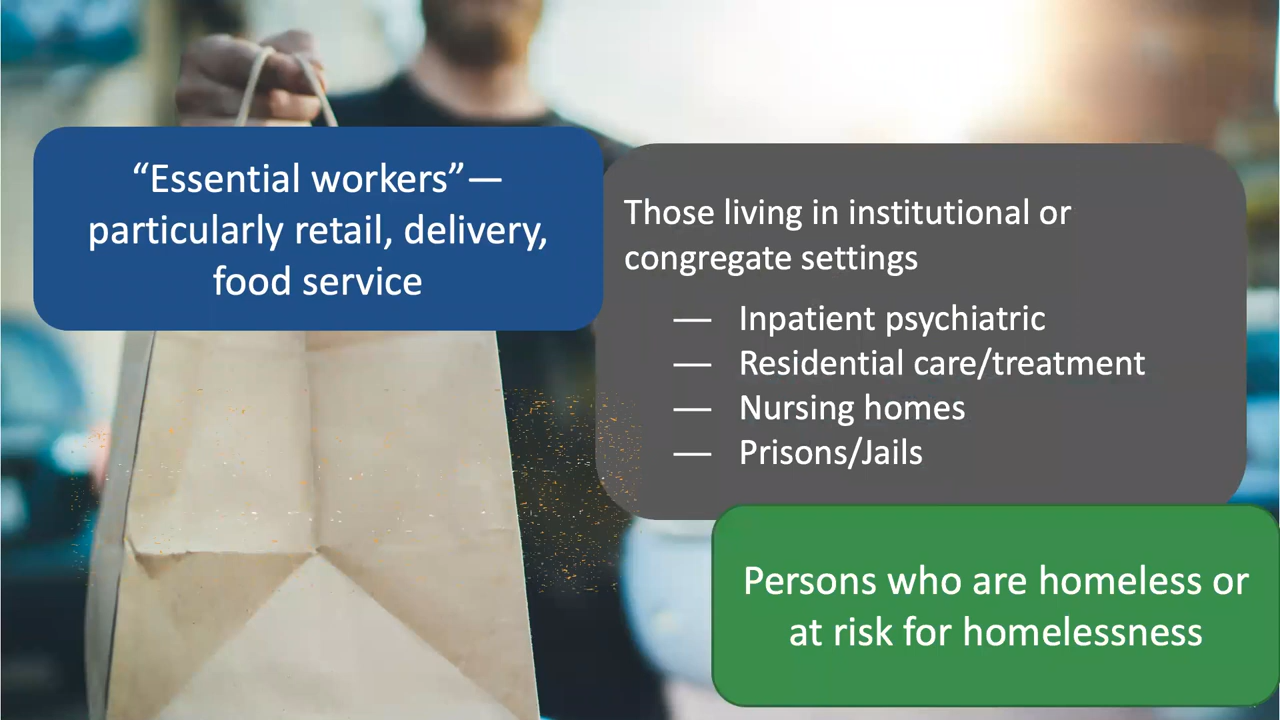 “Essential workers”—
particularly retail, delivery,
food service
Those living in institutional or
congregate settings
— Inpatient psychiatric
— Residential care/treatment
— Nursing homes
— Prisons/Jails
Persons who are homeless or
at risk for homelessness